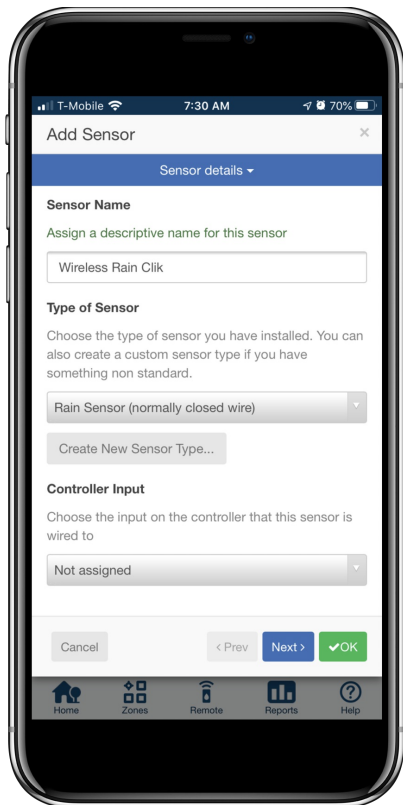 T-Mobile 7:30 AM 70%
Add Sensor ×
Sensor details
Sensor Name
Assign a descriptive name for this sensor
Wireless Rain Clik
Type of Sensor
Choose the type of sensor you have installed. You can
also create a custom sensor type if you have
something non standard.
Rain Sensor (normally closed wire)
Create New Sensor Type...
Controller Input
Choose the input on the controller that this sensor is
wired to
Not assigned
Cancel < Prev Next > ✔OK
Home Zones Remote Reports Help